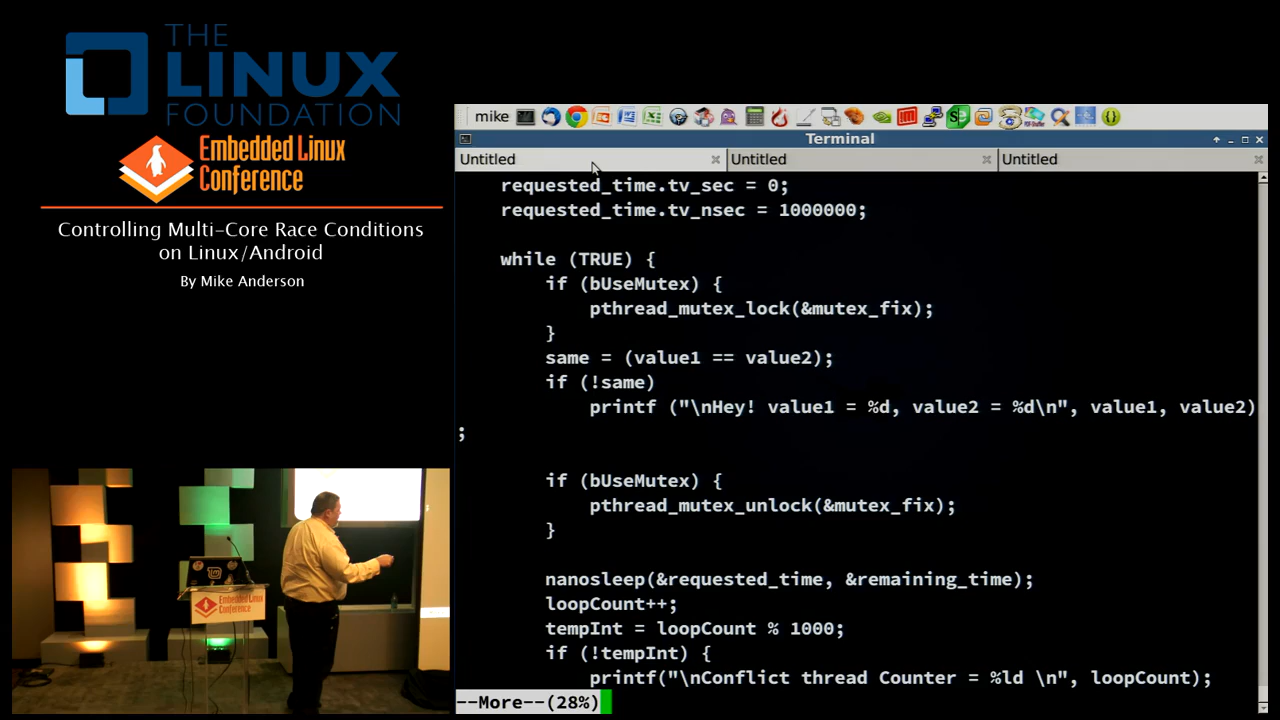 THE
LINUX
FOUNDATION
Embedded Linux
Conference
Controlling Multi-Core Race Conditions
on Linux/Android
By Mike Anderson
mike
Terminal
Untitled
Untitled
Untitled
requested_time.tv_sec = 0;
requested_time.tv_nsec = 1000000;
while (TRUE) {
if (bUseMutex) {
pthread_mutex_lock(&mutex_fix);
}
same = (value1 == value2);
if (!same)
printf ("\nHey! value1 = %d, value2 = %d\n", value1, value2)
;
if (bUseMutex) {
pthread_mutex_unlock(&mutex_fix);
}
nanosleep(&requested_time, &remaining_time);
loopCount++;
tempInt = loopCount % 1000;
if (!tempInt) {
printf("\nConflict thread Counter = %ld \n", loopCount);
--More--(28%)
Embedded Linux
Conference